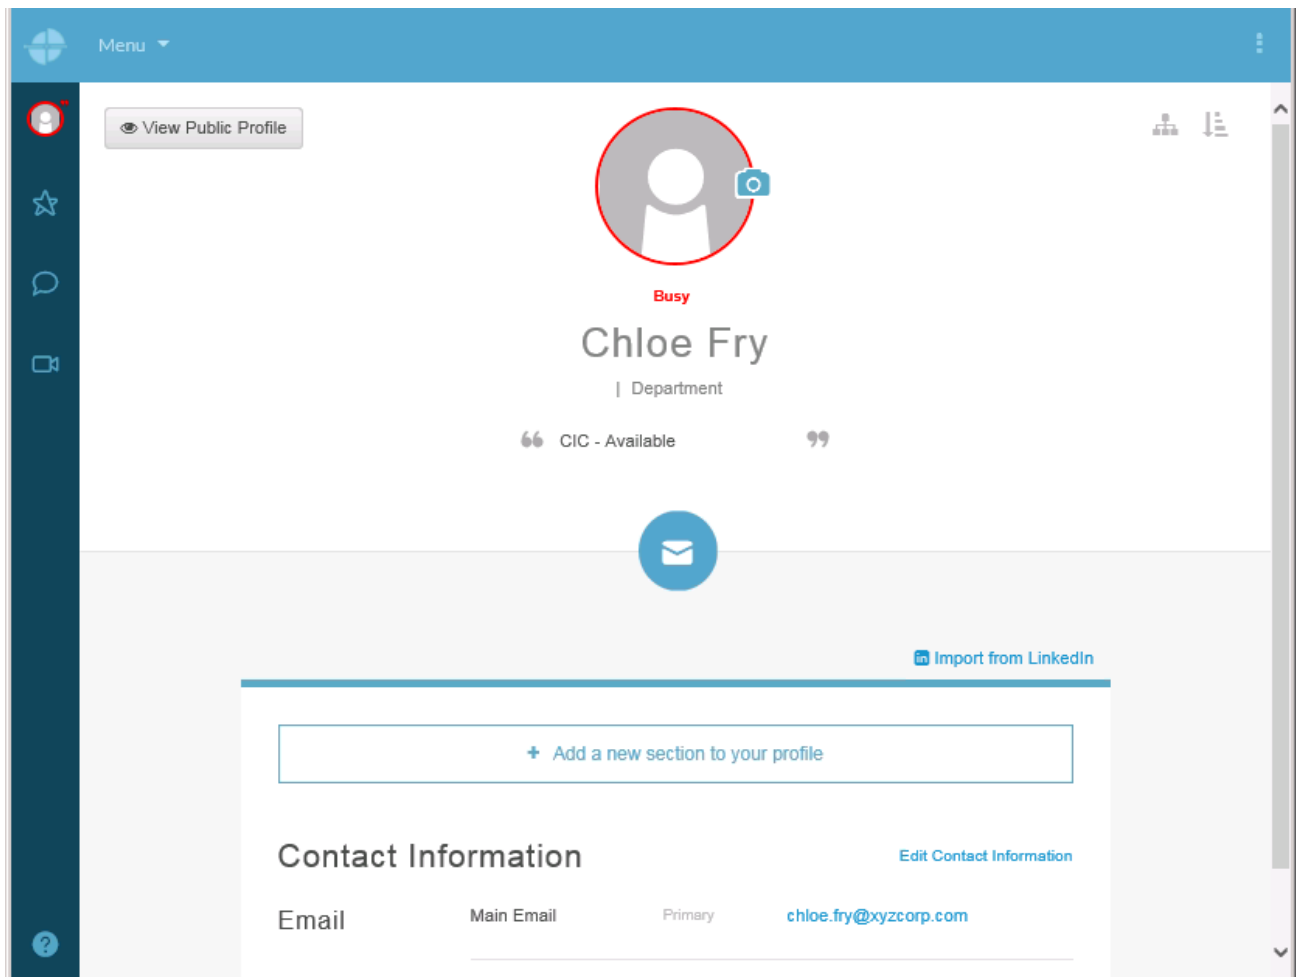 Menu
View Public Profile
Busy
Chloe Fry
| Department
“ CIC - Available ”
in Import from LinkedIn
+ Add a new section to your profile
Contact Information
Edit Contact Information
Email Main Email Primary chloe.fry@xyzcorp.com
?